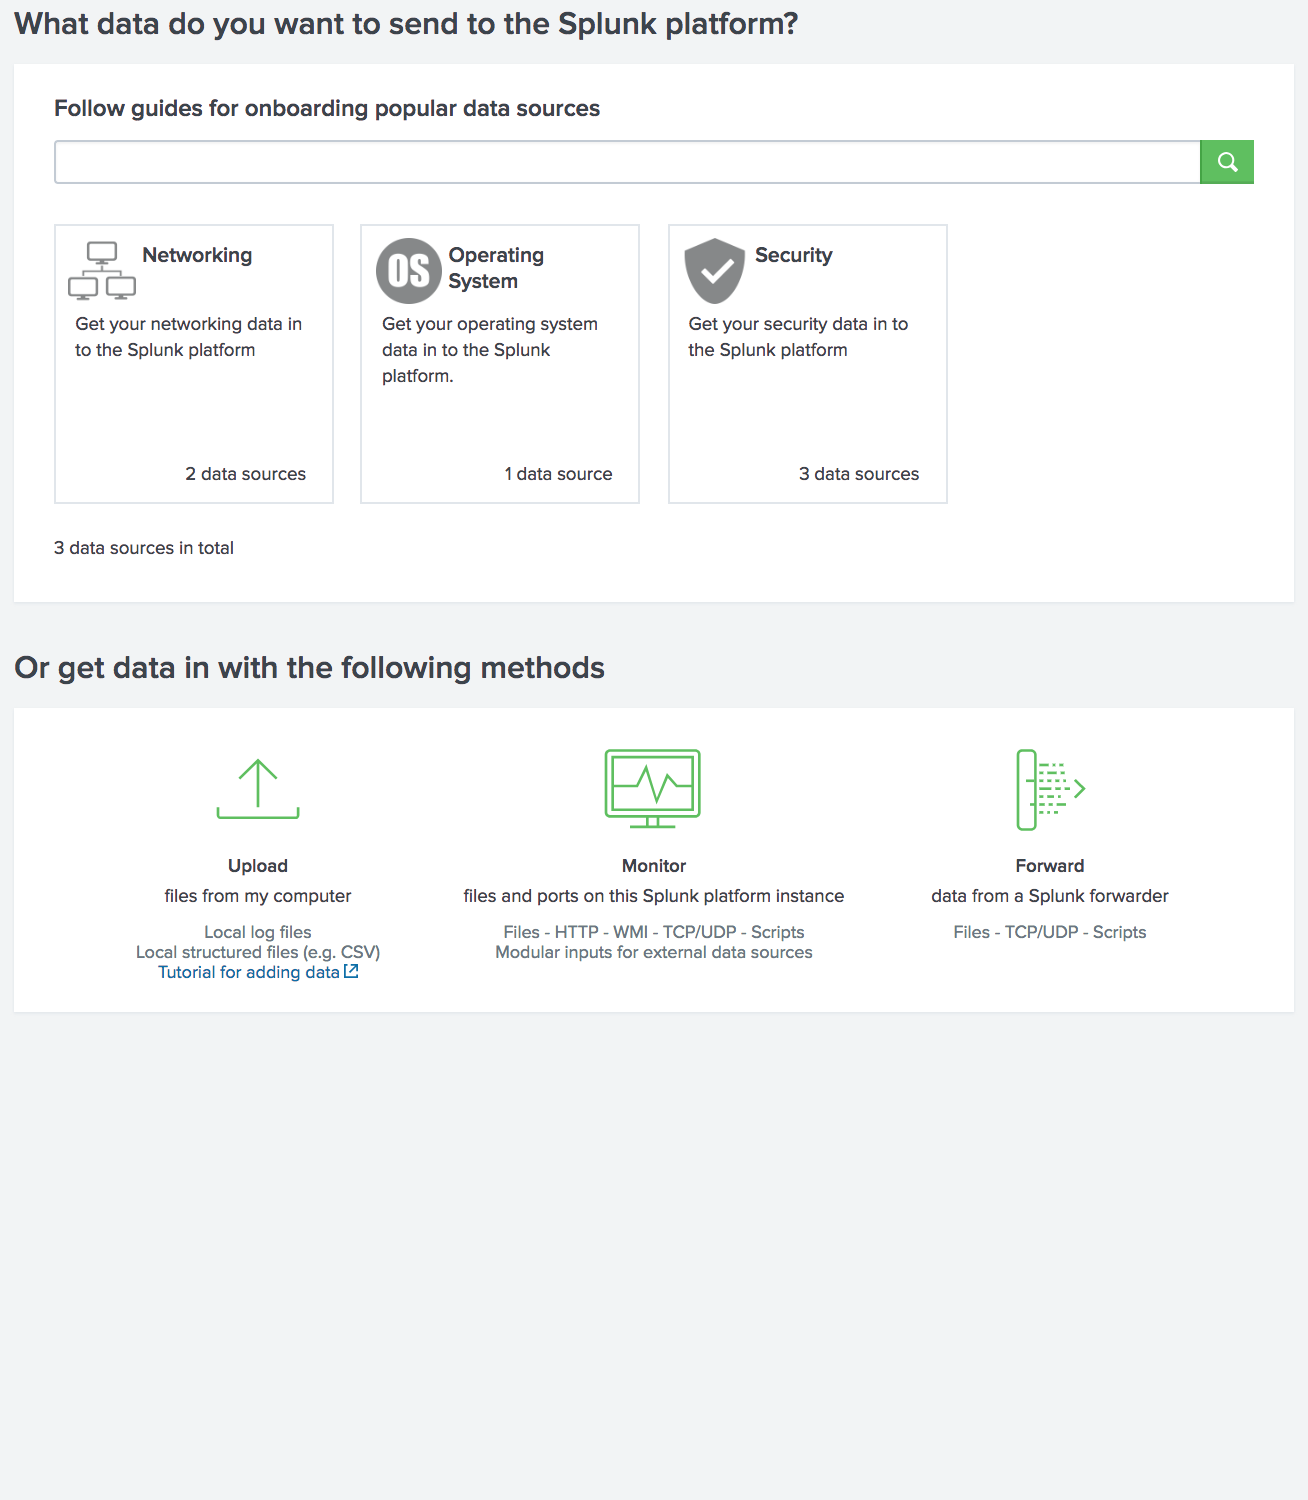 What data do you want to send to the Splunk platform?
Follow guides for onboarding popular data sources
Networking
Get your networking data in
to the Splunk platform
2 data sources
OS
Operating
System
Get your operating system
data in to the Splunk
platform.
1 data source
Security
Get your security data in to
the Splunk platform
3 data sources
3 data sources in total
Or get data in with the following methods
Upload
files from my computer
Local log files
Local structured files (e.g. CSV)
Tutorial for adding data
Monitor
files and ports on this Splunk platform instance
Files - HTTP - WMI - TCP/UDP - Scripts
Modular inputs for external data sources
Forward
data from a Splunk forwarder
Files - TCP/UDP - Scripts